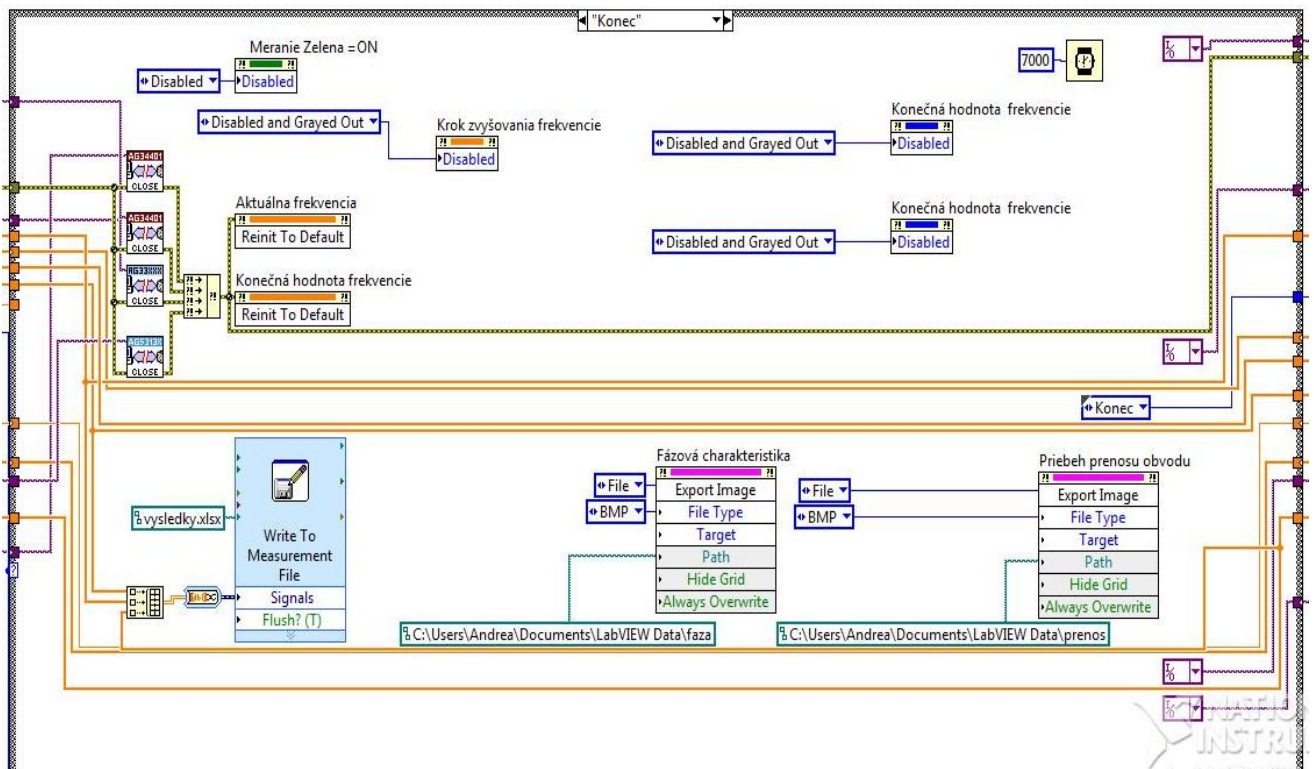 "Konec"
Meranie Zelena =ON
Disabled
Disabled
7000
Disabled and Grayed Out
Krok zvyšovania frekvencie
Disabled
Disabled and Grayed Out
Konečná hodnota frekvencie
Disabled
AG34401
CLOSE
AG34401
CLOSE
AG33XXX
CLOSE
CLOSE
Aktuálna frekvencia
Reinit To Default
Konečná hodnota frekvencie
Reinit To Default
Disabled and Grayed Out
Konečná hodnota frekvencie
Disabled
Konec
vysledky.xlsx
Write To
Measurement
File
Signals
Flush? (T)
Fázová charakteristika
File
BMP
Export Image
File Type
Target
Path
Hide Grid
Always Overwrite
C:\Users\Andrea\Documents\LabVIEW Data\faza
Priebeh prenosu obvodu
File
BMP
Export Image
File Type
Target
Path
Hide Grid
Always Overwrite
C:\Users\Andrea\Documents\LabVIEW Data\prenos